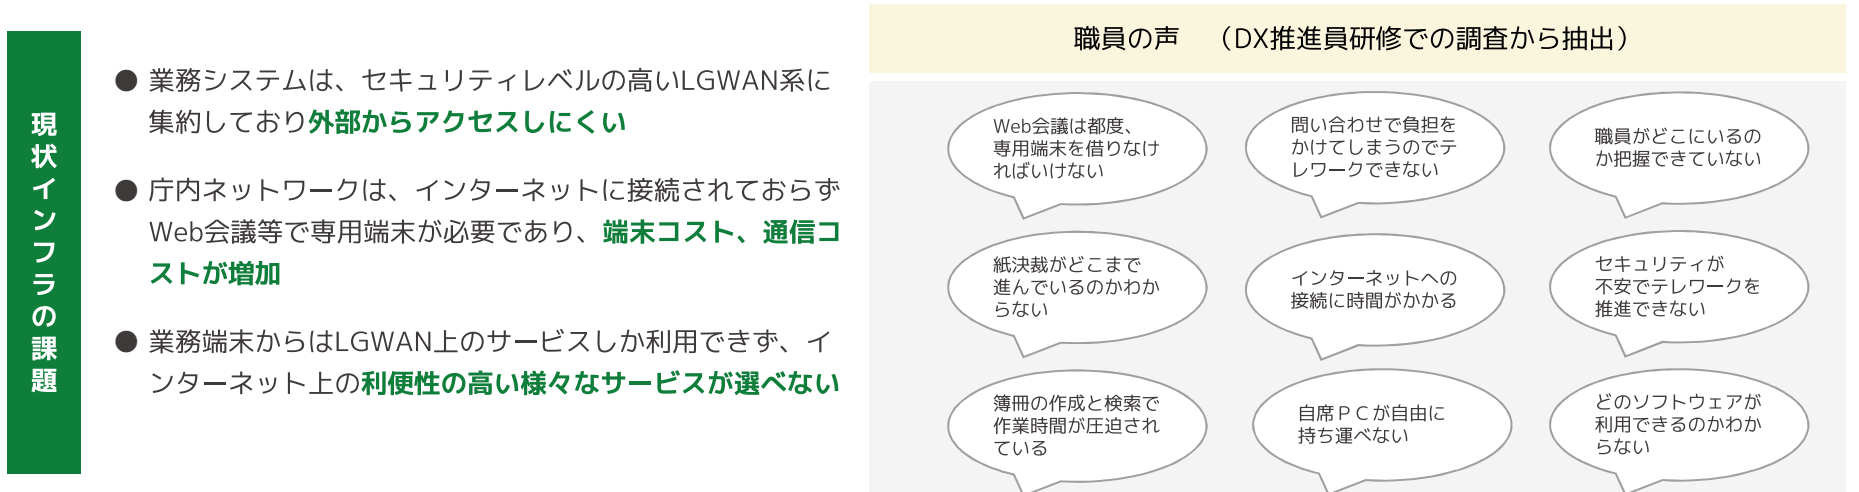 現状インフラの課題
● 業務システムは、セキュリティレベルの高いLGWAN系に
集約しており外部からアクセスしにくい
● 庁内ネットワークは、インターネットに接続されておらず
Web会議等で専用端末が必要であり、端末コスト、通信コ
ストが増加
● 業務端末からはLGWAN上のサービスしか利用できず、イ
ンターネット上の利便性の高い様々なサービスが選べない
職員の声 （DX推進員研修での調査から抽出）
Web会議は都度、
専用端末を借りなけ
ればいけない
問い合わせで負担を
かけてしまうのでテ
レワークできない
職員がどこにいるの
か把握できていない
紙決裁がどこまで
進んでいるのかわか
らない
インターネットへの
接続に時間がかかる
セキュリティが
不安でテレワークを
推進できない
簿冊の作成と検索で
作業時間が圧迫され
ている
自席ＰＣが自由に
持ち運べない
どのソフトウェアが
利用できるのかわか
らない